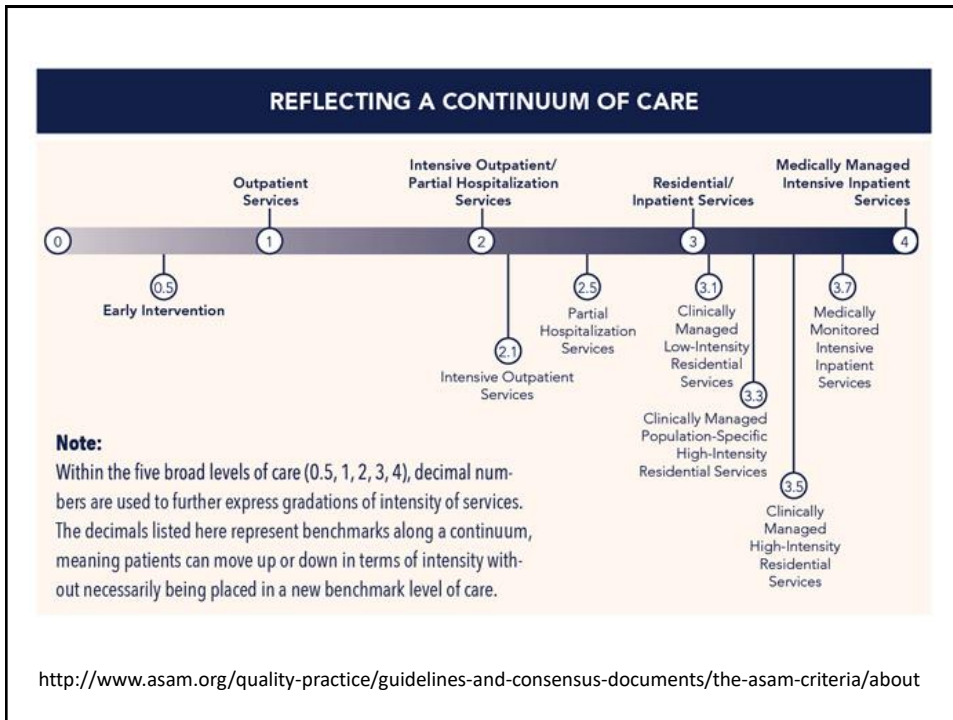 REFLECTING A CONTINUUM OF CARE
Outpatient
Services
Intensive Outpatient/
Partial Hospitalization
Services
Residential/
Inpatient Services
Medically Managed
Intensive Inpatient
Services
0
1
2
3
4
0.5
Early Intervention
2.1
Intensive Outpatient
Services
2.5
Partial
Hospitalization
Services
3.1
Clinically
Managed
Low-Intensity
Residential
Services
3.3
Clinically Managed
Population-Specific
High-Intensity
Residential Services
3.5
Clinically
Managed
High-Intensity
Residential
Services
3.7
Medically
Monitored
Intensive
Inpatient
Services
Note:
Within the five broad levels of care (0.5, 1, 2, 3, 4), decimal num-
bers are used to further express gradations of intensity of services.
The decimals listed here represent benchmarks along a continuum,
meaning patients can move up or down in terms of intensity with-
out necessarily being placed in a new benchmark level of care.
http://www.asam.org/quality-practice/guidelines-and-consensus-documents/the-asam-criteria/about